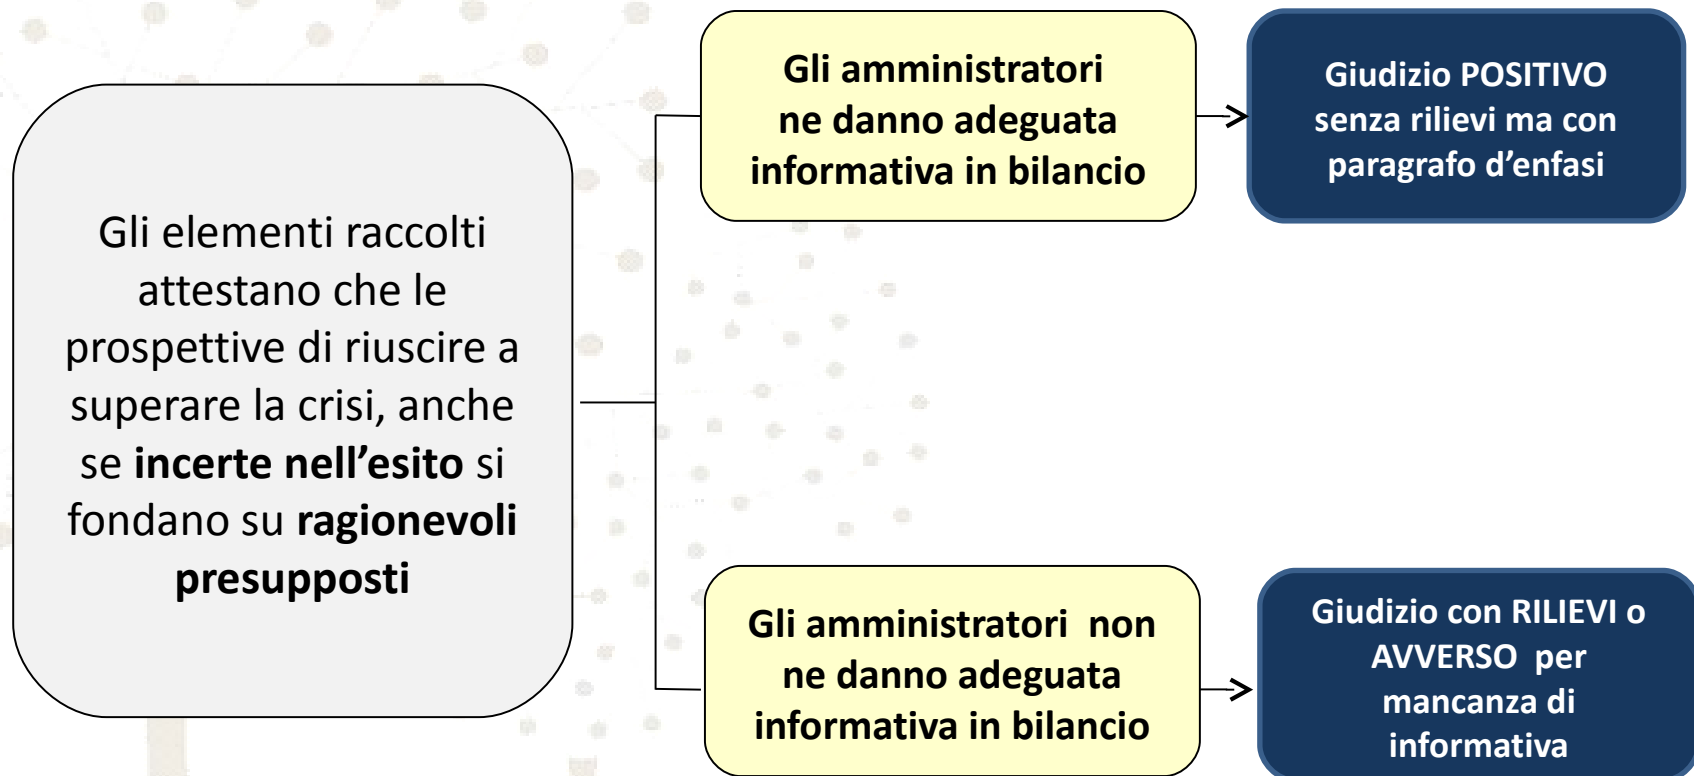 Gli elementi raccolti
attestano che le
prospettive di riuscire a
superare la crisi, anche
se incerte nell’esito si
fondano su ragionevoli
presupposti
Gli amministratori
ne danno adeguata
informativa in bilancio
Giudizio POSITIVO
senza rilievi ma con
paragrafo d’enfasi
Gli amministratori non
ne danno adeguata
informativa in bilancio
Giudizio con RILIEVI o
AVVERSO per
mancanza di
informativa